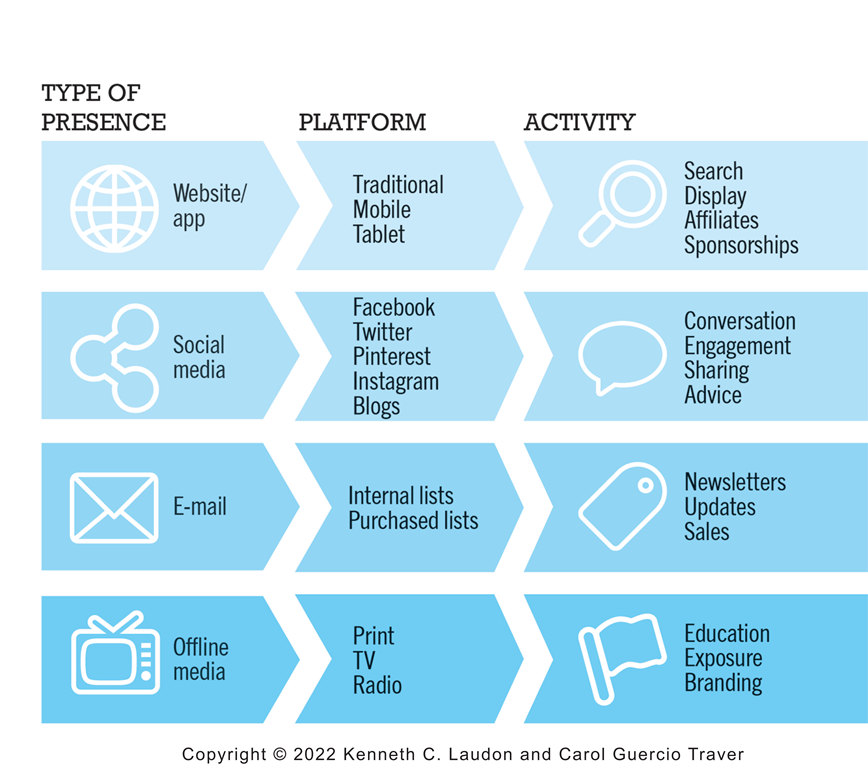 TYPE OF
PRESENCE
PLATFORM
ACTIVITY
Website/
app
Traditional
Mobile
Tablet
Search
Display
Affiliates
Sponsorships
Social
media
Facebook
Twitter
Pinterest
Instagram
Blogs
Conversation
Engagement
Sharing
Advice
E-mail
Internal lists
Purchased lists
Newsletters
Updates
Sales
Offline
media
Print
TV
Radio
Education
Exposure
Branding
Copyright © 2022 Kenneth C. Laudon and Carol Guercio Traver